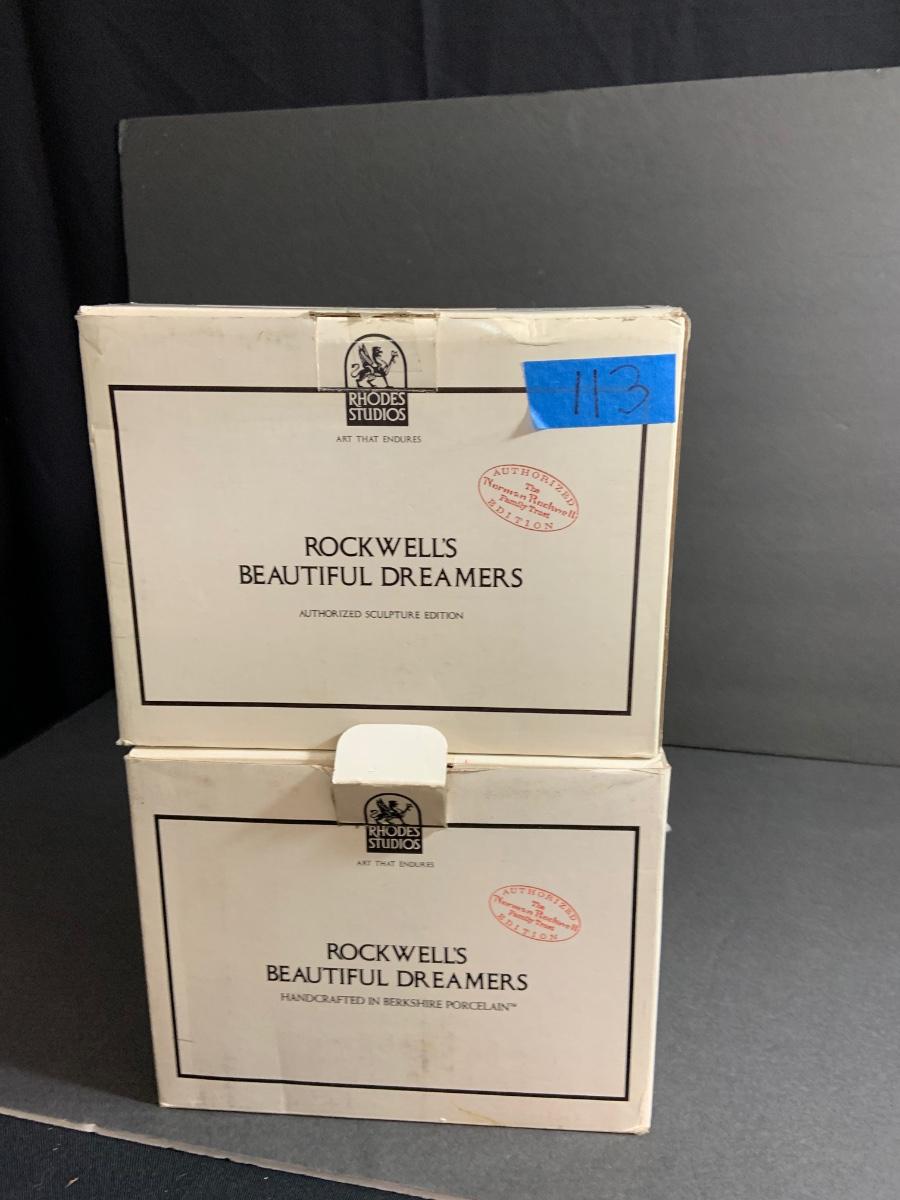 RHODES
STUDIOS
ART THAT ENDURES
113
AUTHORIZED
The
Norman Rockwell
Family Trust
EDITION
ROCKWELL'S
BEAUTIFUL DREAMERS
AUTHORIZED SCULPTURE EDITION
RHODES
STUDIOS
ART THAT ENDURES
AUTHORIZED
The
Norman Rockwell
Family Trust
EDITION
ROCKWELL'S
BEAUTIFUL DREAMERS
HANDCRAFTED IN BERKSHIRE PORCELAIN™